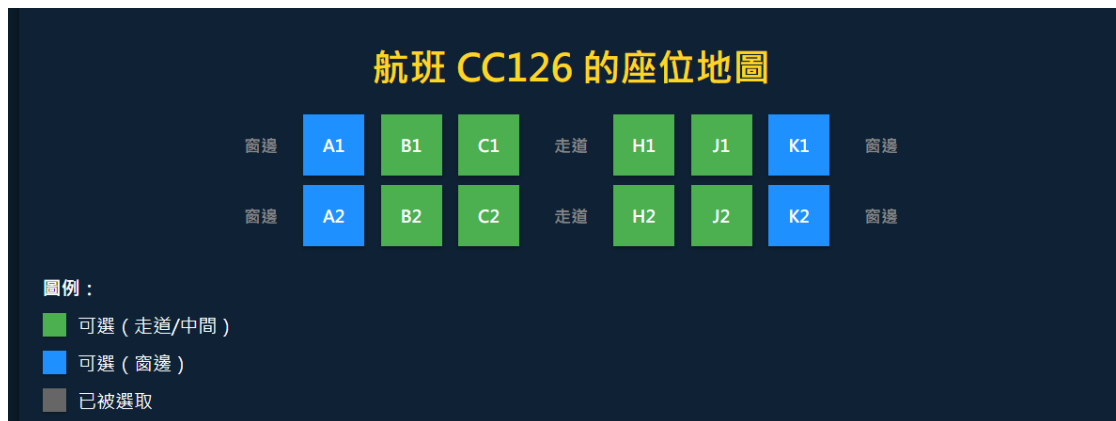 航班 CC126 的座位地圖
窗邊 A1 B1 C1 走道 H1 J1 K1 窗邊
窗邊 A2 B2 C2 走道 H2 J2 K2 窗邊
圖例：
可選（走道/中間）
可選（窗邊）
已被選取